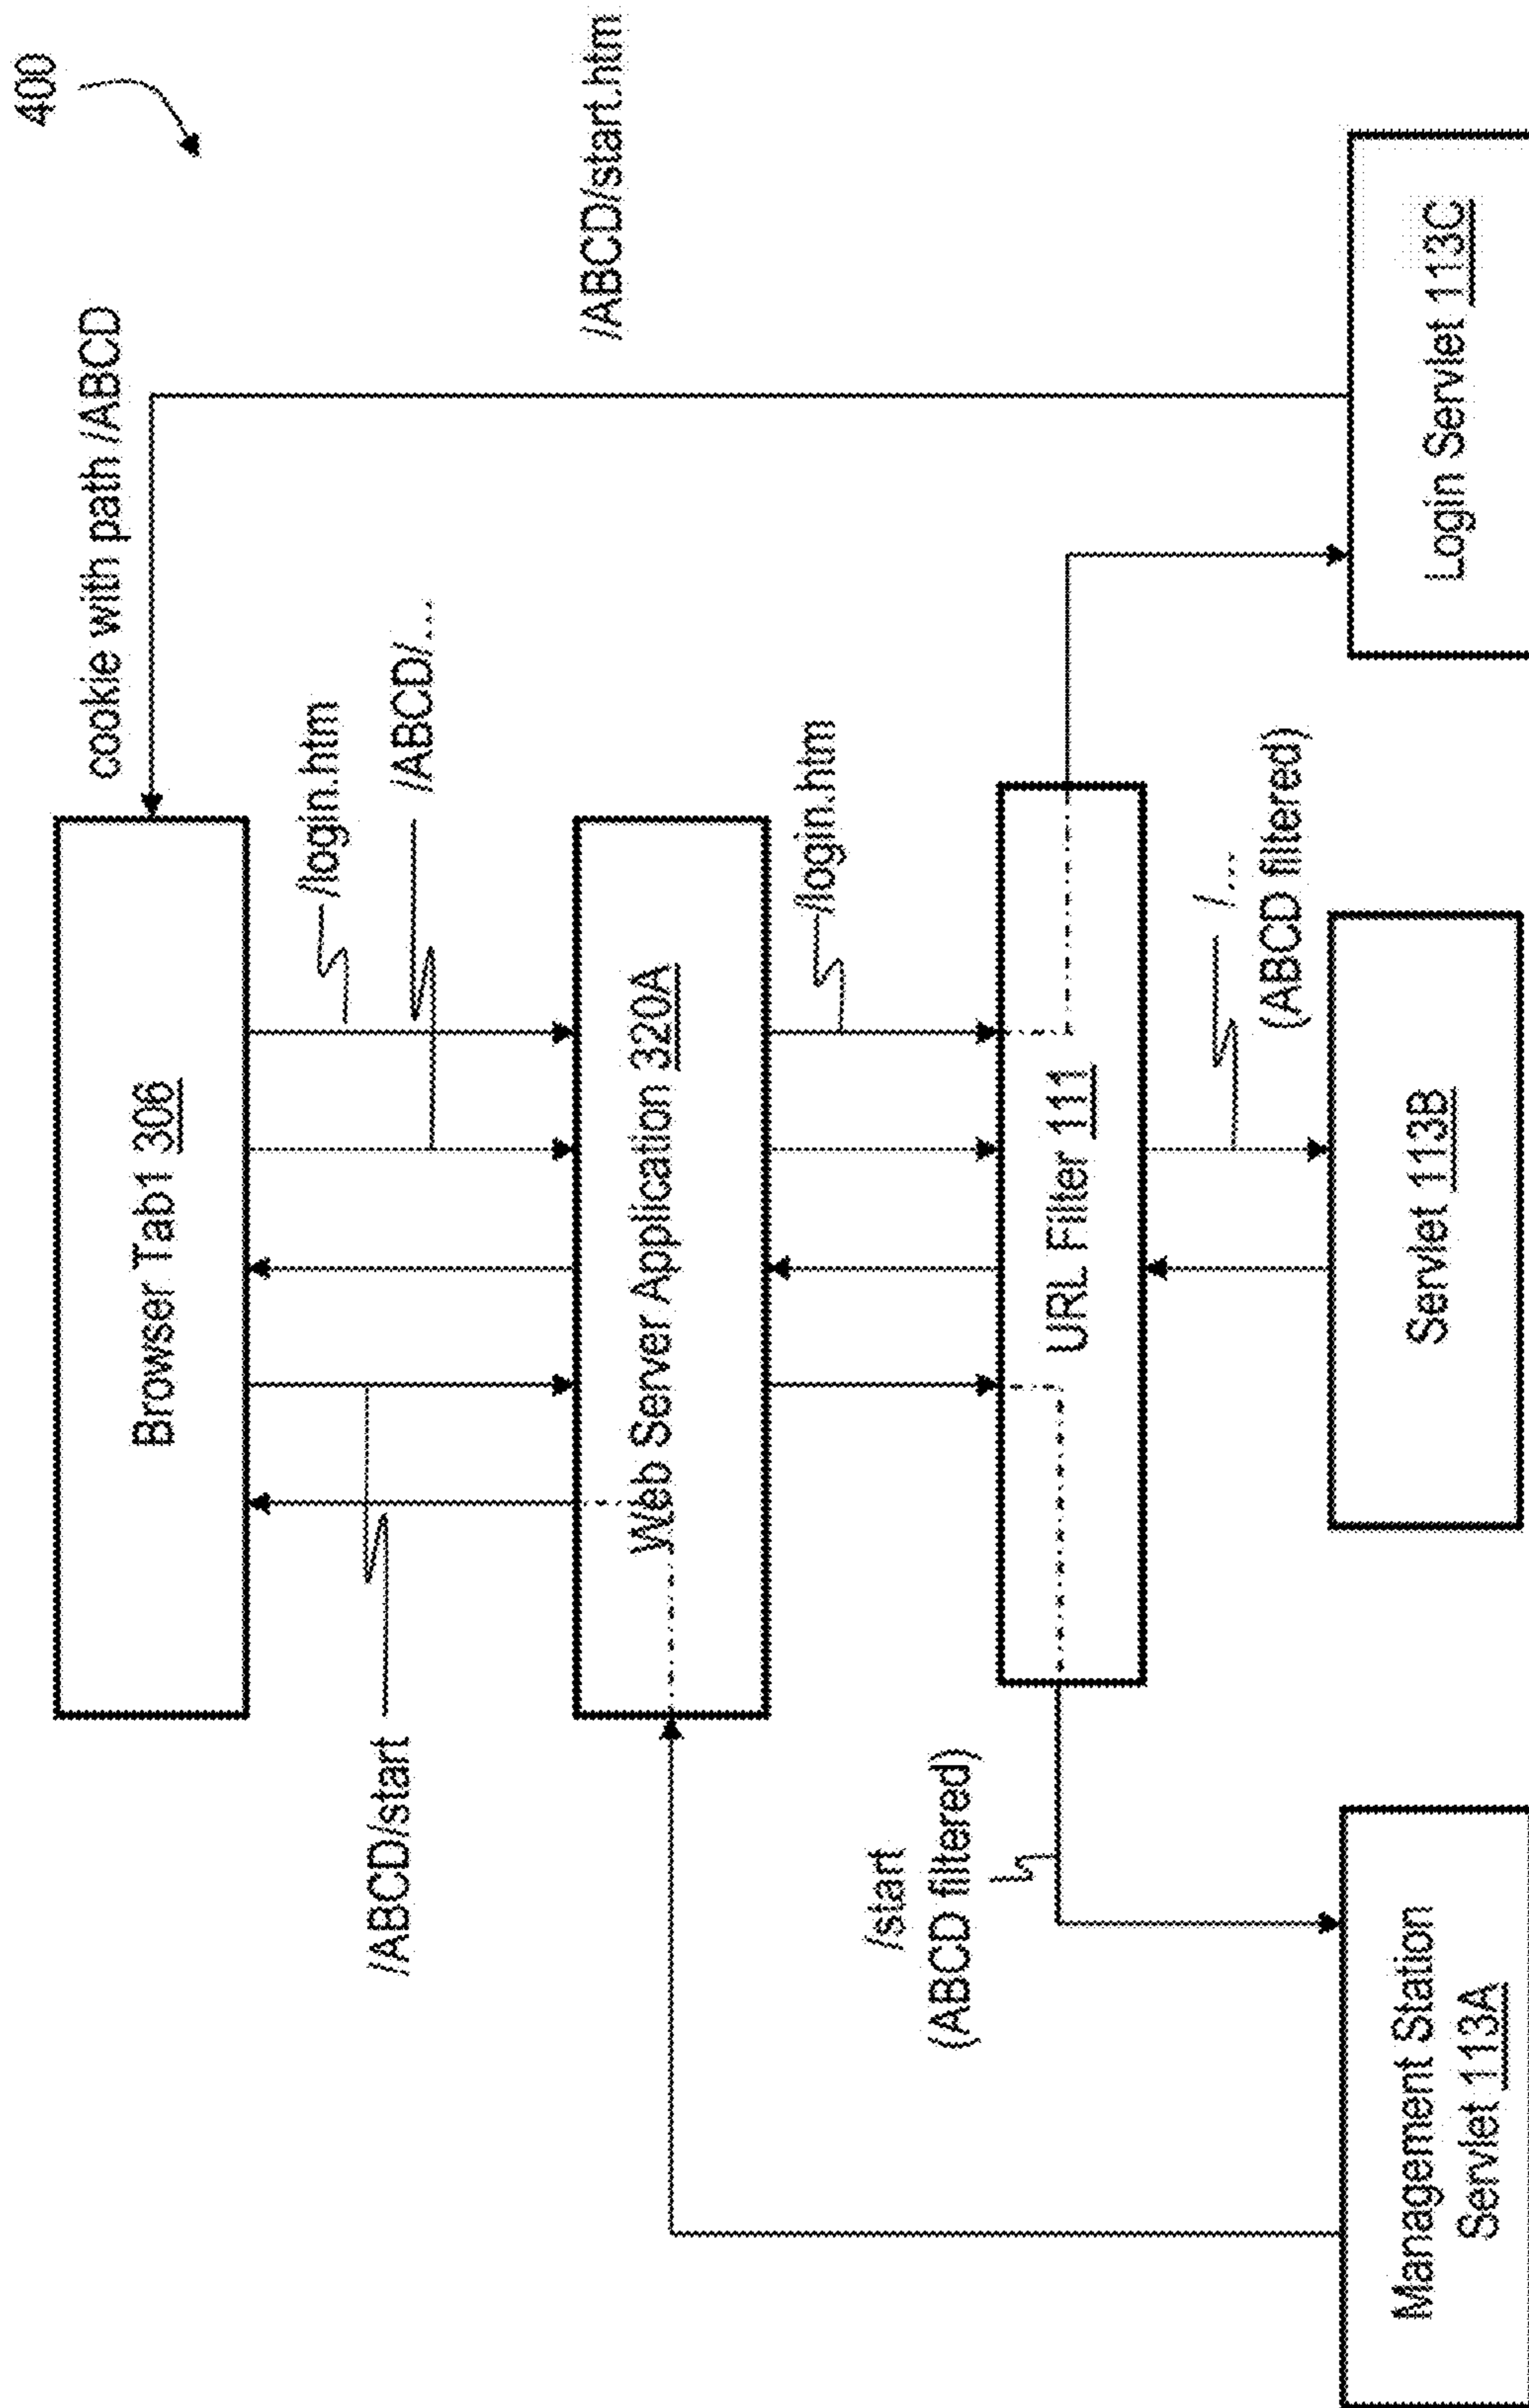 400
cookie with path /ABCD
/ABCD/start.htm
Browser Tab1 306
/login.htm
/ABCD/...
/ABCD/start
Web Server Application 320A
/login.htm
URL Filter 111
/start
(ABCD filtered)
/...
(ABCD filtered)
Management Station
Servlet 113A
Servlet 113B
Login Servlet 113C